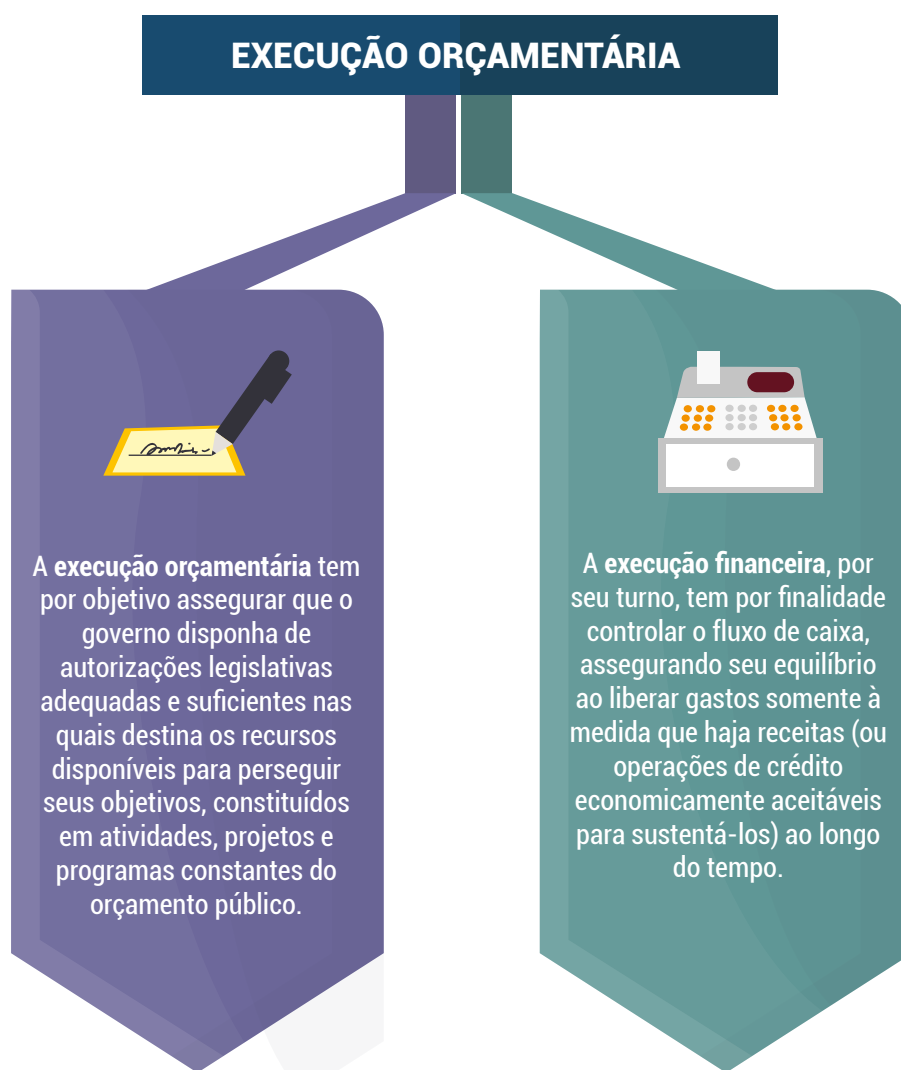 EXECUÇÃO ORÇAMENTÁRIA
A execução orçamentária tem
por objetivo assegurar que o
governo disponha de
autorizações legislativas
adequadas e suficientes nas
quais destina os recursos
disponíveis para perseguir
seus objetivos, constituídos
em atividades, projetos e
programas constantes do
orçamento público.
A execução financeira, por
seu turno, tem por finalidade
controlar o fluxo de caixa,
assegurando seu equilíbrio
ao liberar gastos somente à
medida que haja receitas (ou
operações de crédito
economicamente aceitáveis
para sustentá-los) ao longo
do tempo.